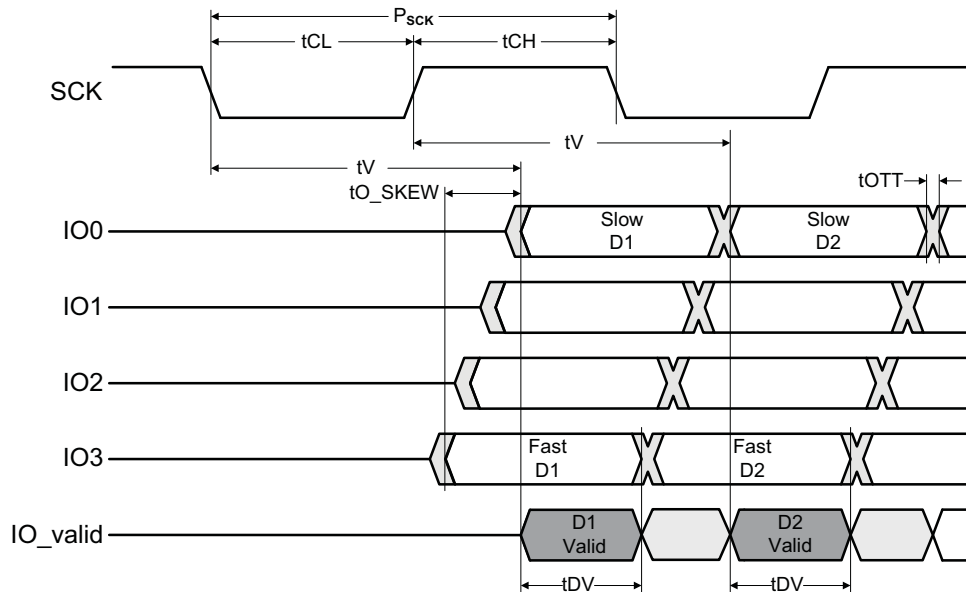 PSCK
tCL tCH
SCK
tV
tV
tO_SKEW
tOTT
IO0
Slow
D1
Slow
D2
IO1
IO2
IO3
Fast
D1
Fast
D2
IO_valid
D1
Valid
D2
Valid
tDV tDV